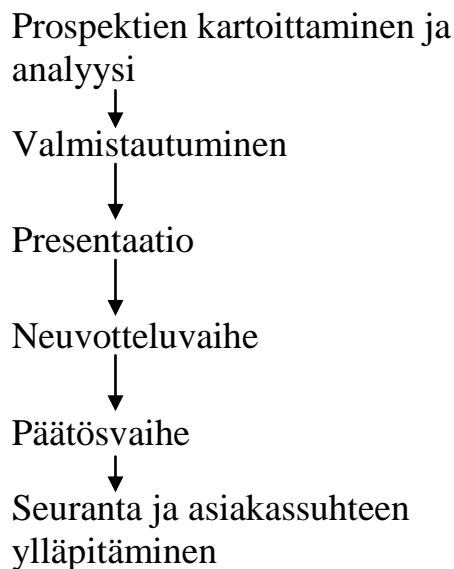 Prospektien kartoittaminen ja
analyysi
Valmistautuminen
Presentaatio
Neuvotteluvaihe
Päätösvaihe
Seuranta ja asiakassuhteen
ylläpitäminen